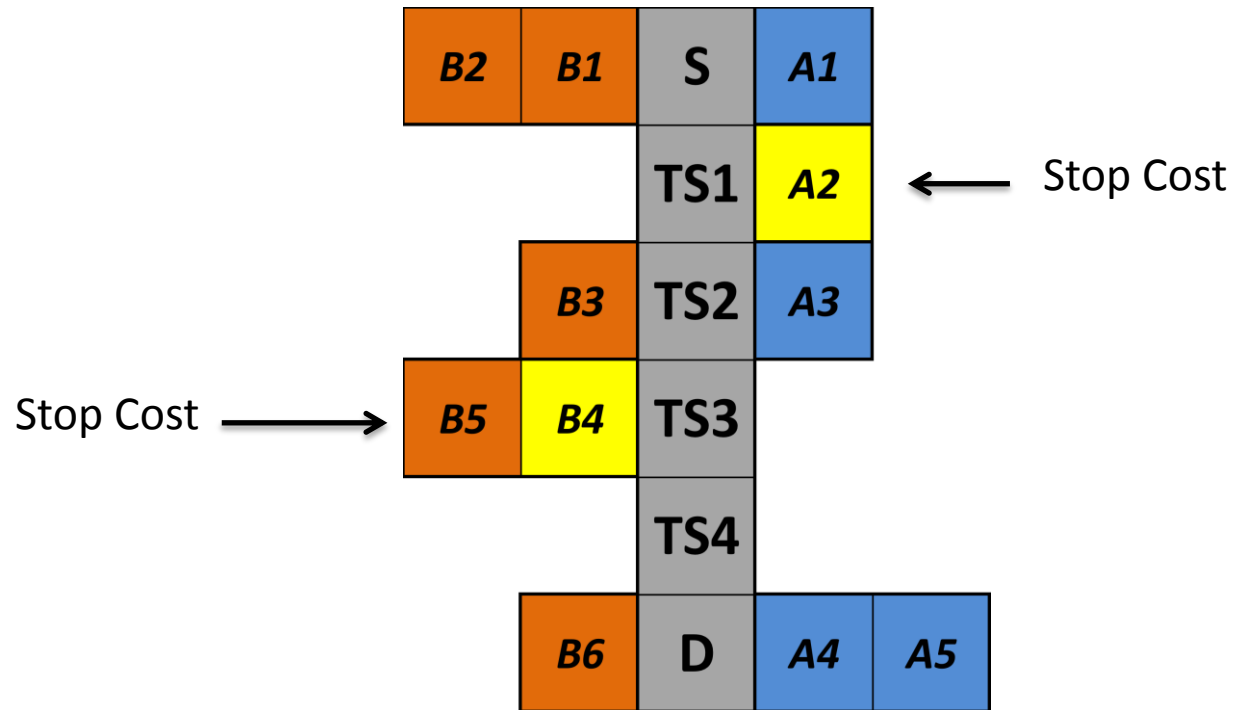 B2 B1 S A1
TS1 A2 Stop Cost
B3 TS2 A3
Stop Cost B5 B4 TS3
TS4
B6 D A4 A5